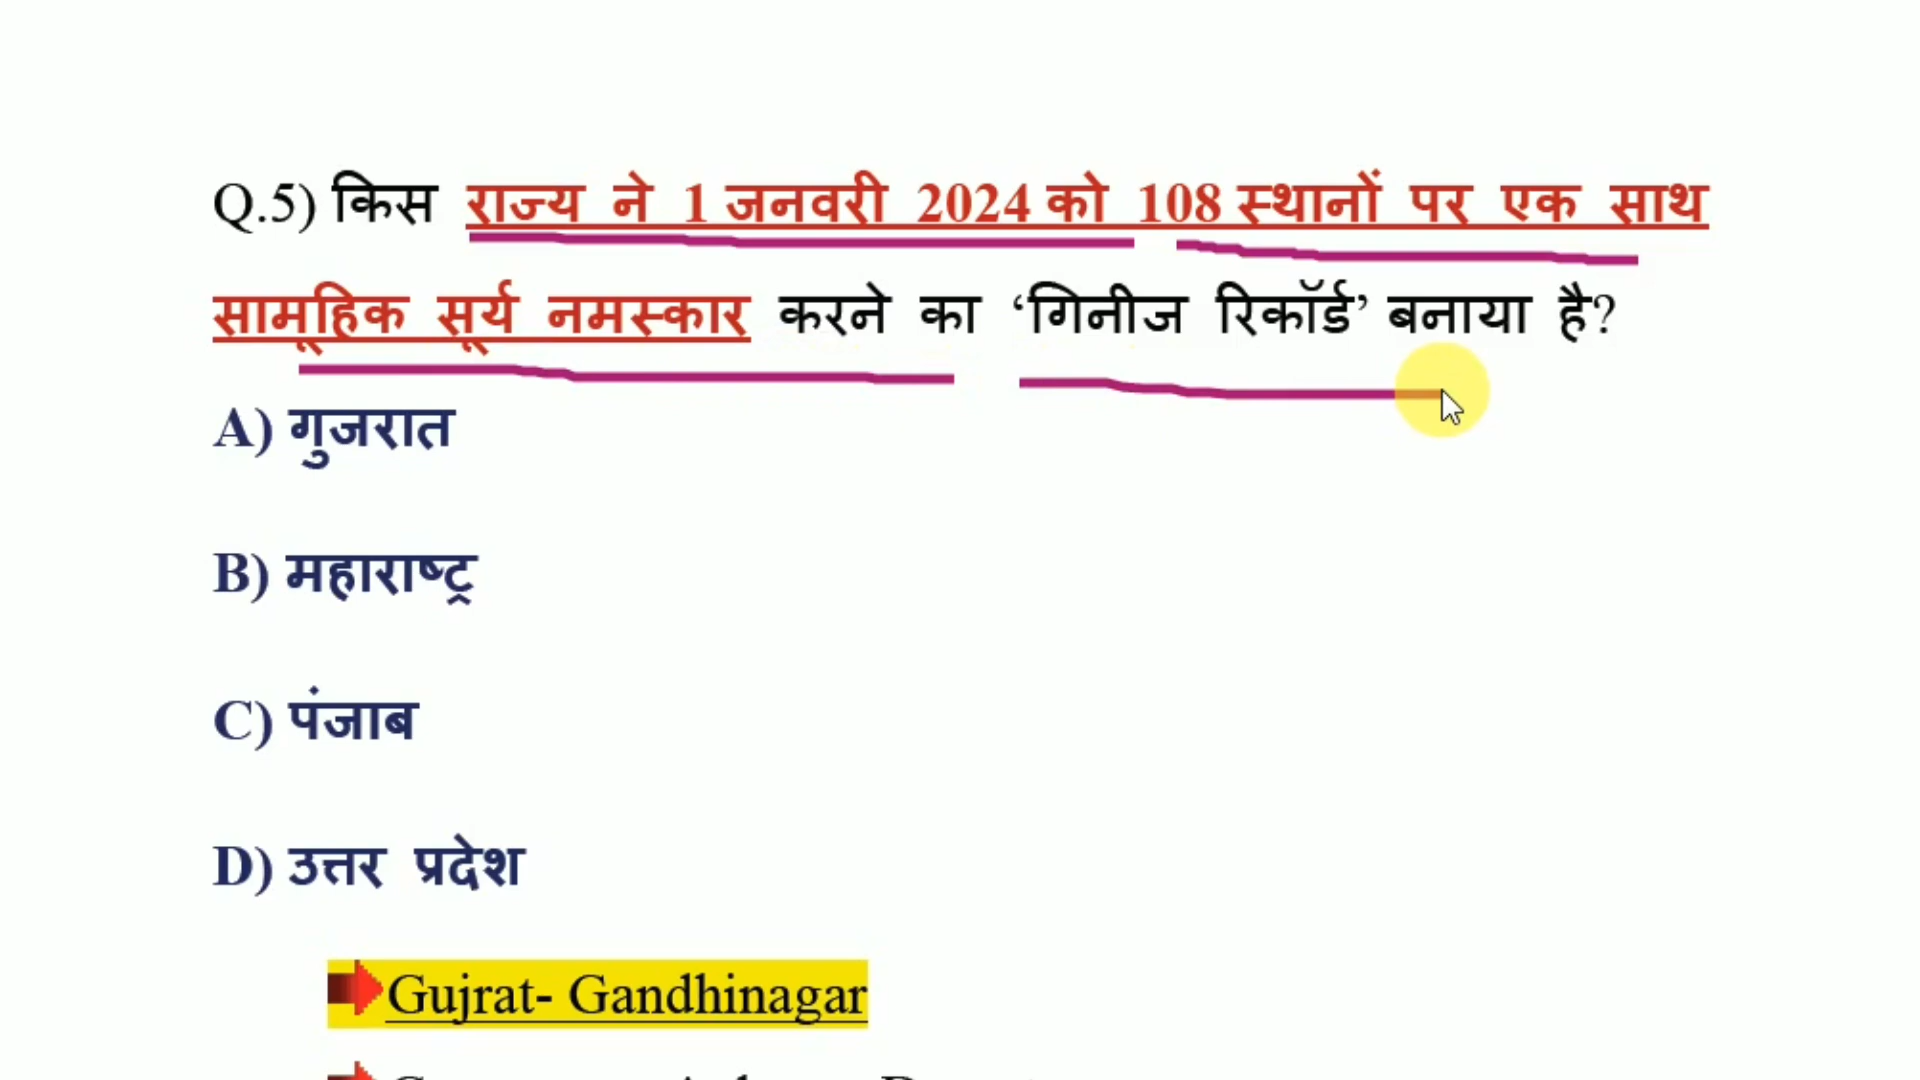 Q.5) किस राज्य ने 1 जनवरी 2024 को 108 स्थानों पर एक साथ
सामूहिक सूर्य नमस्कार करने का ‘गिनीज रिकॉर्ड’ बनाया है?
A) गुजरात
B) महाराष्ट्र
C) पंजाब
D) उत्तर प्रदेश
Gujrat- Gandhinagar